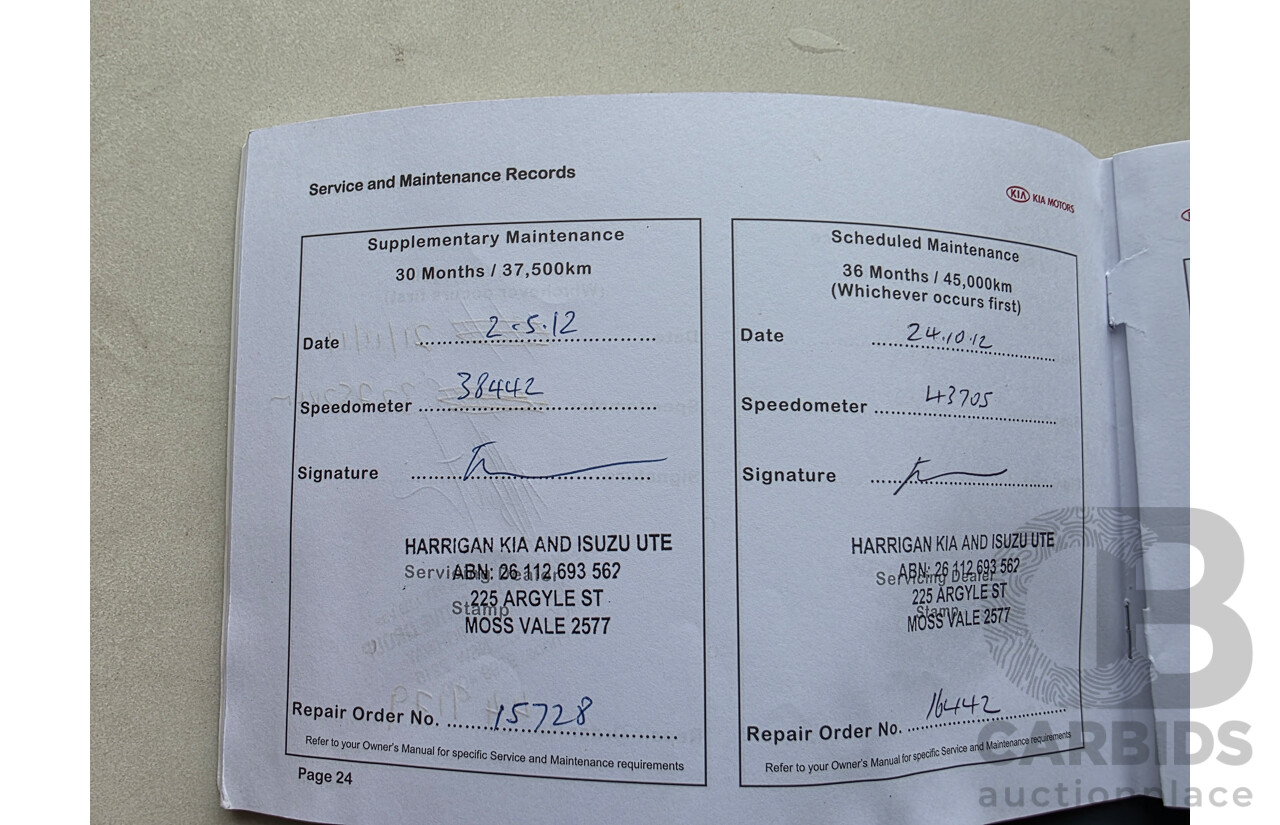 Service and Maintenance Records
KIA KIA MOTORS
Supplementary Maintenance
30 Months / 37,500km
Date 2.5.12
Speedometer 38442
Signature
HARRIGAN KIA AND ISUZU UTE
Servicing Dealer
ABN: 26 112 693 562
225 ARGYLE ST
Stamp
MOSS VALE 2577
Repair Order No. 15728
Refer to your Owner's Manual for specific Service and Maintenance requirements
Page 24
Scheduled Maintenance
36 Months / 45,000km
(Whichever occurs first)
Date 24.10.12
Speedometer 43705
Signature
HARRIGAN KIA AND ISUZU UTE
ABN: 26 112 693 562
Servicing Dealer
225 ARGYLE ST
Stamp
MOSS VALE 2577
Repair Order No. 16442
Refer to your Owner's Manual for specific Service and Maintenance requirements
CB
CARBIDS
auctionplace